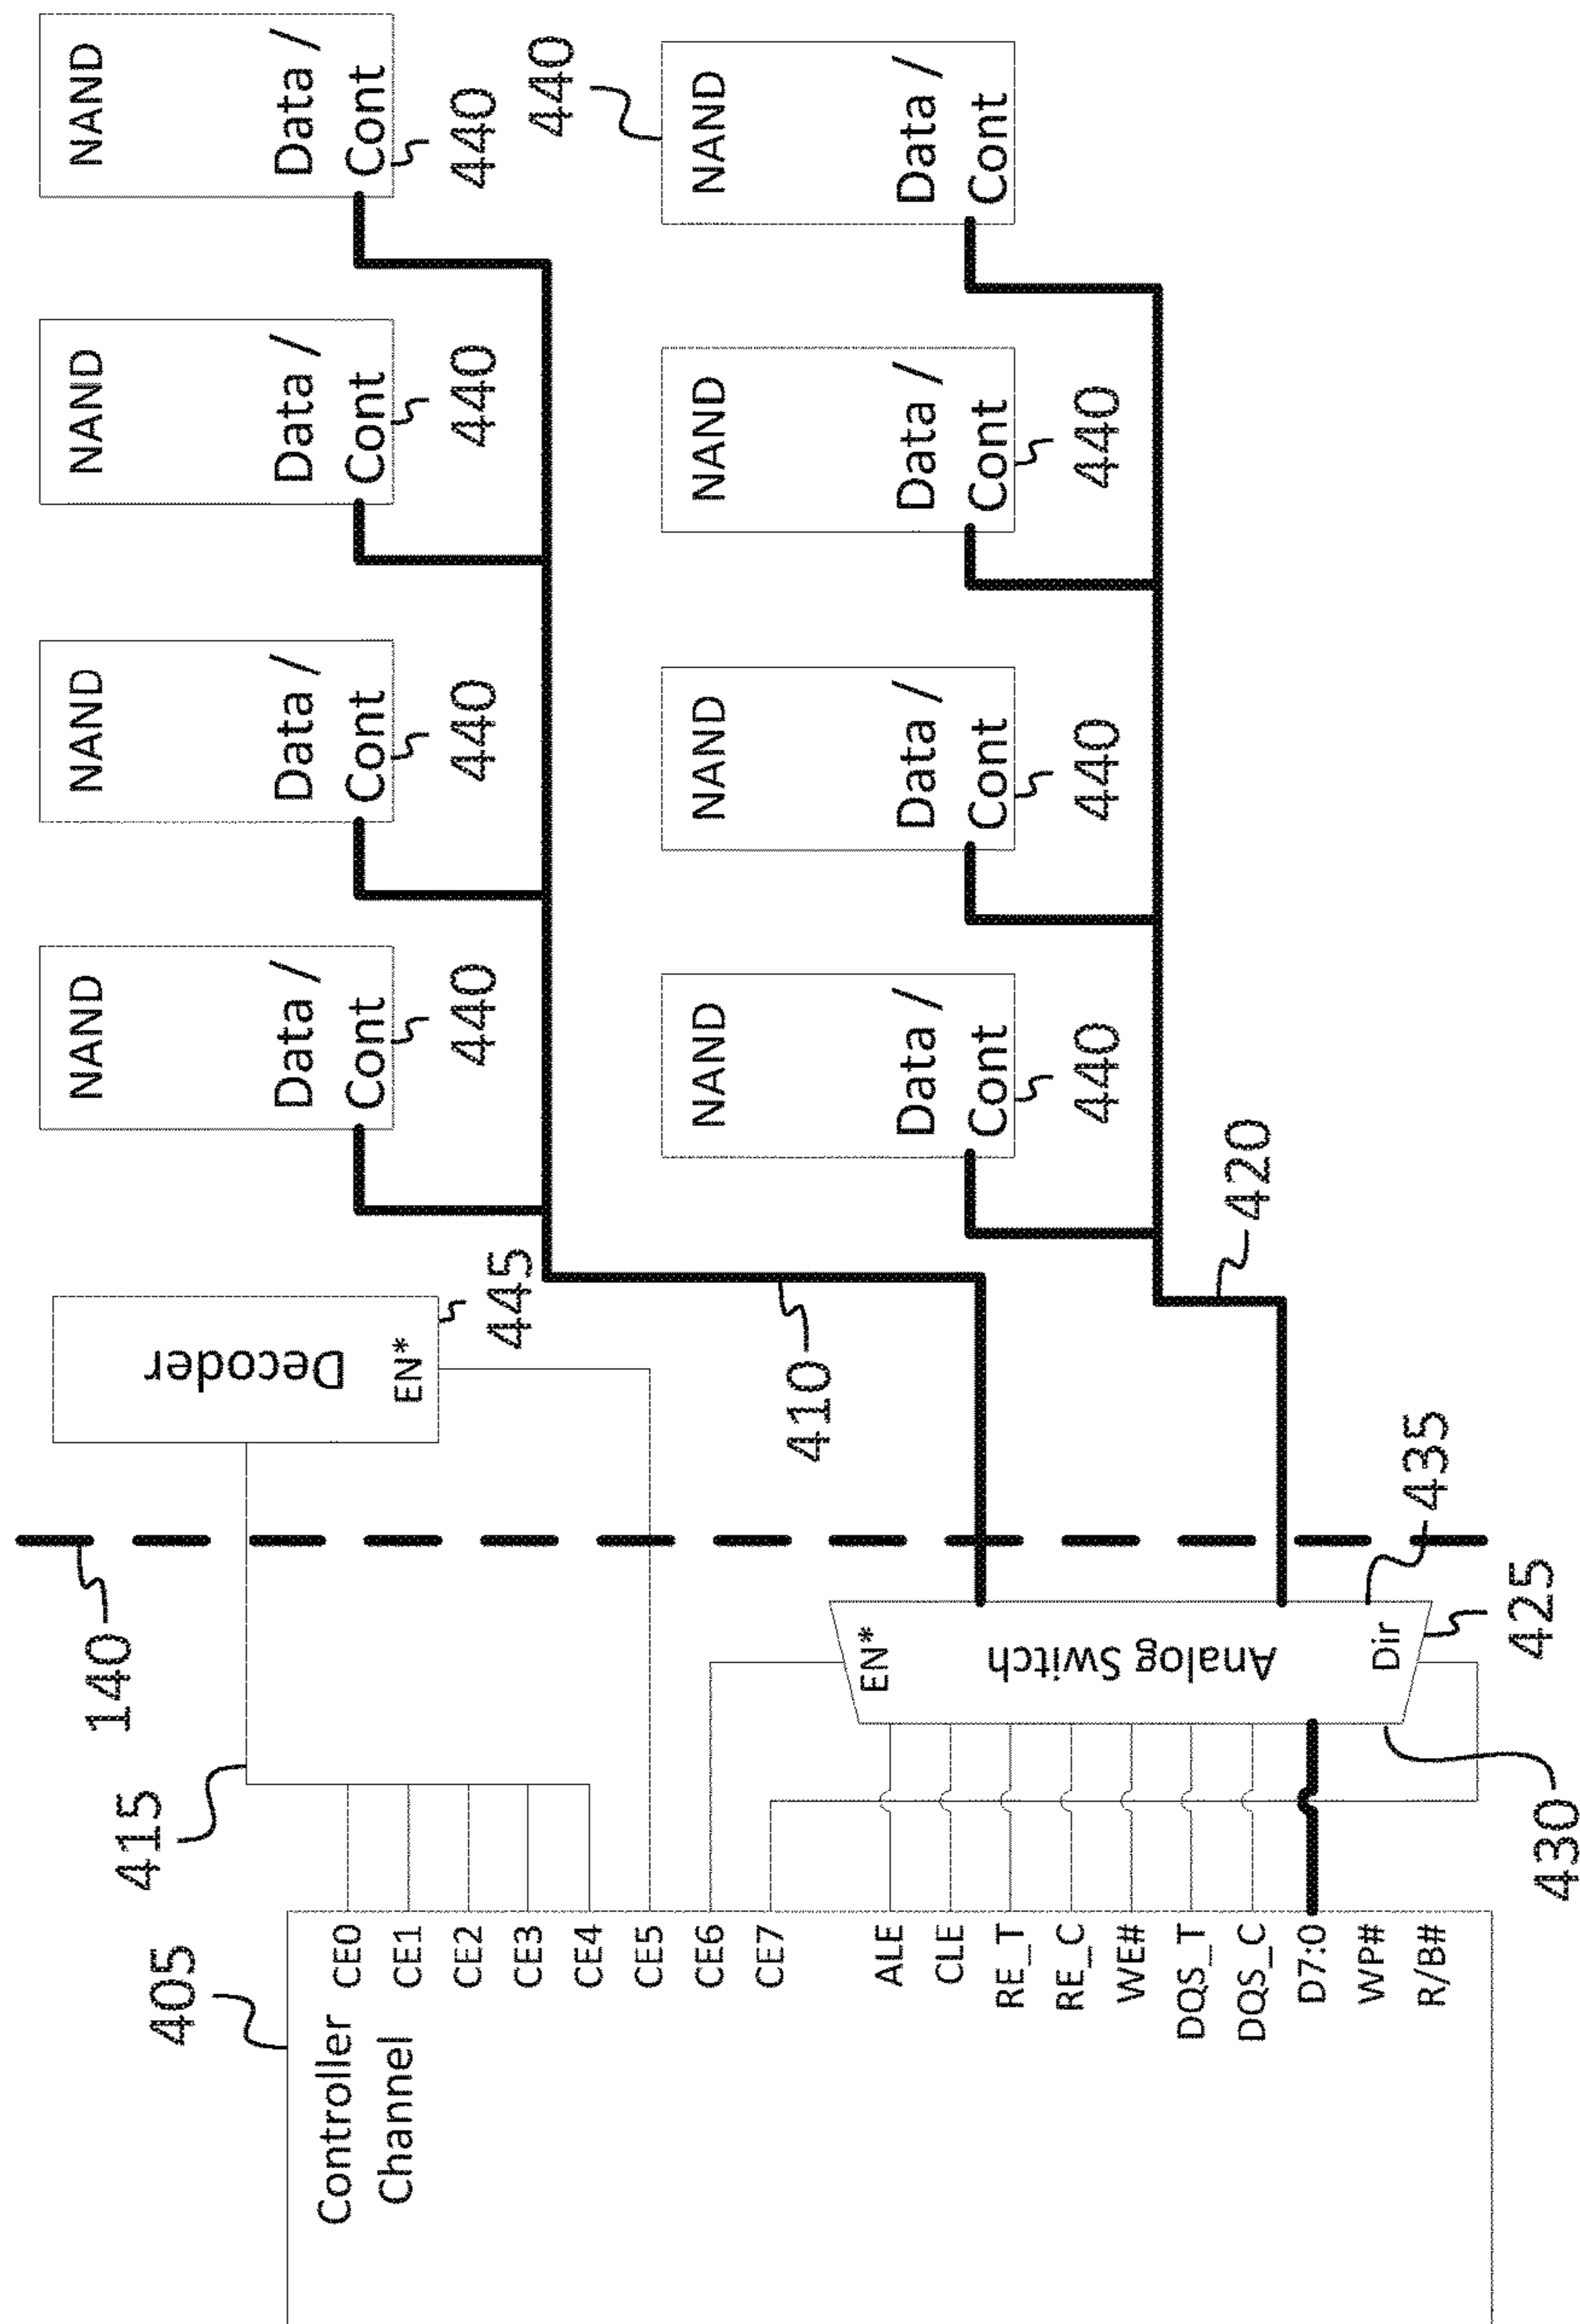 Controller
Channel
405
CE0
CE1
CE2
CE3
CE4
CE5
CE6
CE7
ALE
CLE
RE_T
RE_C
WE#
DQS_T
DQS_C
D7:0
WP#
R/B#
415
140
430
EN*
Analog Switch
Dir
425
435
Decoder
EN*
445
410
420
NAND
Data /
Cont
440
NAND
Data /
Cont
440
NAND
Data /
Cont
440
NAND
Data /
Cont
440
NAND
Data /
Cont
440
NAND
Data /
Cont
440
NAND
Data /
Cont
440
NAND
Data /
Cont
440